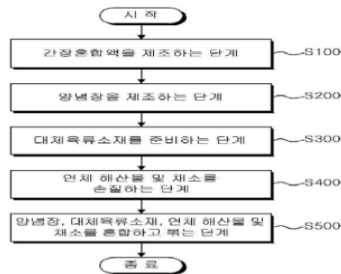 시 작
간장혼합액을 제조하는 단계
S100
양념장을 제조하는 단계
S200
대체육류소재를 준비하는 단계
S300
연체 해산물 및 채소를
손질하는 단계
S400
양념장, 대체육류소재, 연체 해산물 및
채소를 혼합하고 볶는 단계
S500
종 료